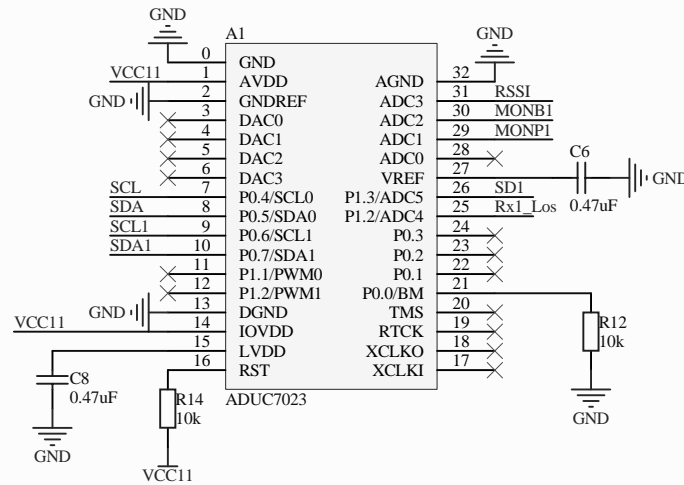 GND
A1
GND
0
GND
VCC11
1
AVDD
AGND
32
GND
2
GNDREF
ADC3
31
RSSI
3
DAC0
ADC2
30
MONB1
4
DAC1
ADC1
29
MONP1
5
DAC2
ADC0
28
6
DAC3
VREF
27
C6
0.47uF
GND
SCL
7
P0.4/SCL0
P1.3/ADC5
26
SD1
SDA
8
P0.5/SDA0
P1.2/ADC4
25
Rx1_Los
SCL1
9
P0.6/SCL1
P0.3
24
SDA1
10
P0.7/SDA1
P0.2
23
11
P1.1/PWM0
P0.1
22
12
P1.2/PWM1
P0.0/BM
21
GND
13
DGND
TMS
20
VCC11
14
IOVDD
RTCK
19
R12
10k
15
LVDD
XCLKO
18
16
RST
XCLKI
17
C8
0.47uF
R14
10k
ADUC7023
GND
GND
VCC11